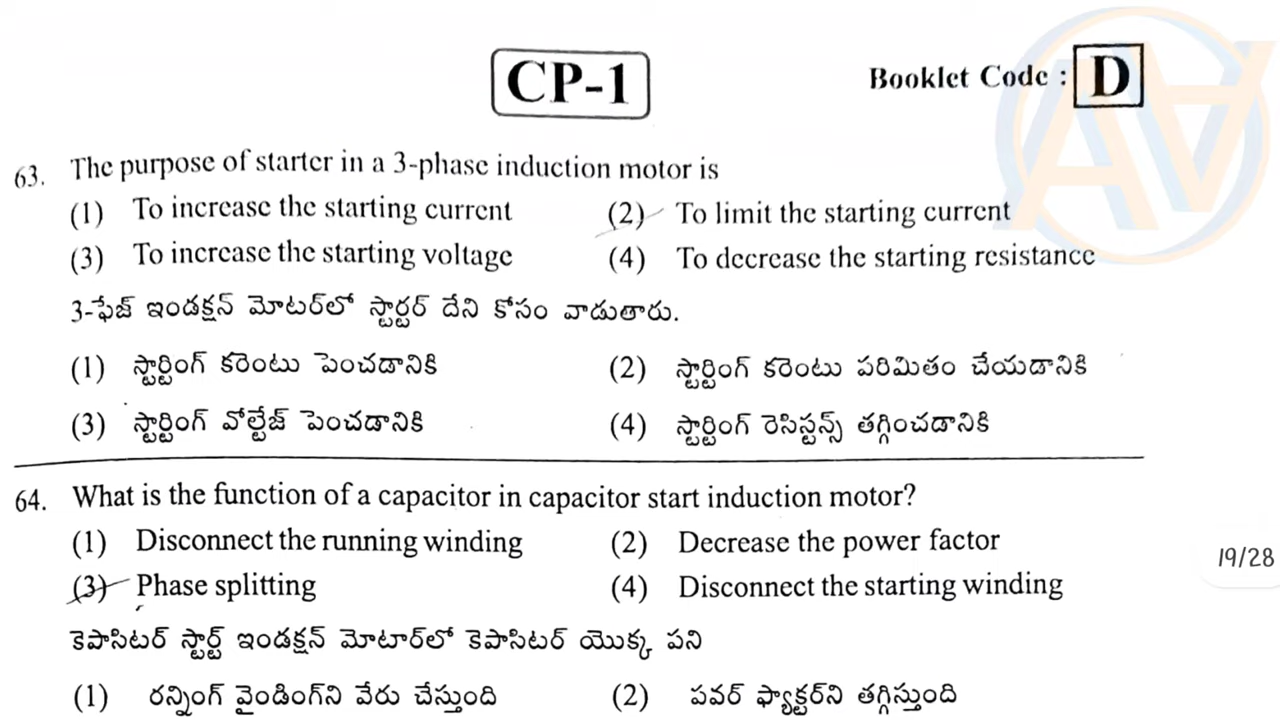 CP-1
Booklet Code : D
63. The purpose of starter in a 3-phase induction motor is
(1) To increase the starting current (2) To limit the starting current
(3) To increase the starting voltage (4) To decrease the starting resistance
3-ఫేజ్ ఇండక్షన్ మోటర్‌లో స్టార్టర్ దేని కోసం వాడుతారు.
(1) స్టార్టింగ్ కరెంటు పెంచడానికి (2) స్టార్టింగ్ కరెంటు పరిమితం చేయడానికి
(3) స్టార్టింగ్ వోల్టేజ్ పెంచడానికి (4) స్టార్టింగ్ రెసిస్టన్స్ తగ్గించడానికి
64. What is the function of a capacitor in capacitor start induction motor?
(1) Disconnect the running winding (2) Decrease the power factor
(3) Phase splitting (4) Disconnect the starting winding
19/28
కెపాసిటర్ స్టార్ట్ ఇండక్షన్ మోటార్‌లో కెపాసిటర్ యొక్క పని
(1) రన్నింగ్ వైండింగ్‌ని వేరు చేస్తుంది (2) పవర్ ఫ్యాక్టర్‌ని తగ్గిస్తుంది